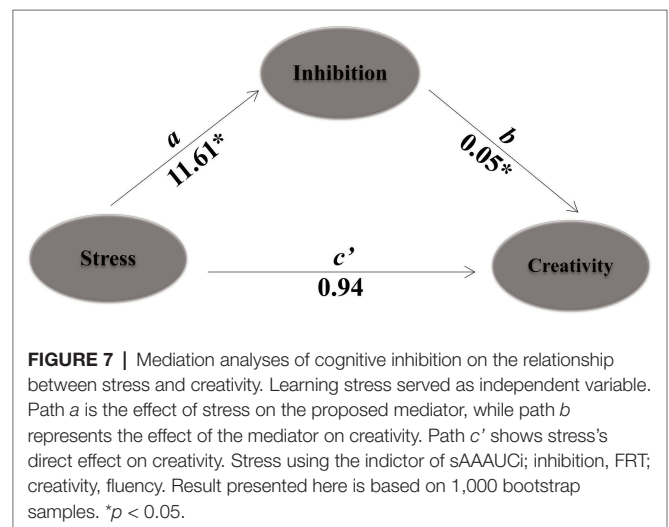 Inhibition
a
11.61*
b
0.05*
Stress
c’
0.94
Creativity
FIGURE 7 | Mediation analyses of cognitive inhibition on the relationship
between stress and creativity. Learning stress served as independent variable.
Path a is the effect of stress on the proposed mediator, while path b
represents the effect of the mediator on creativity. Path c’ shows stress’s
direct effect on creativity. Stress using the indictor of sAAAUCi; inhibition, FRT;
creativity, fluency. Result presented here is based on 1,000 bootstrap
samples. *p < 0.05.